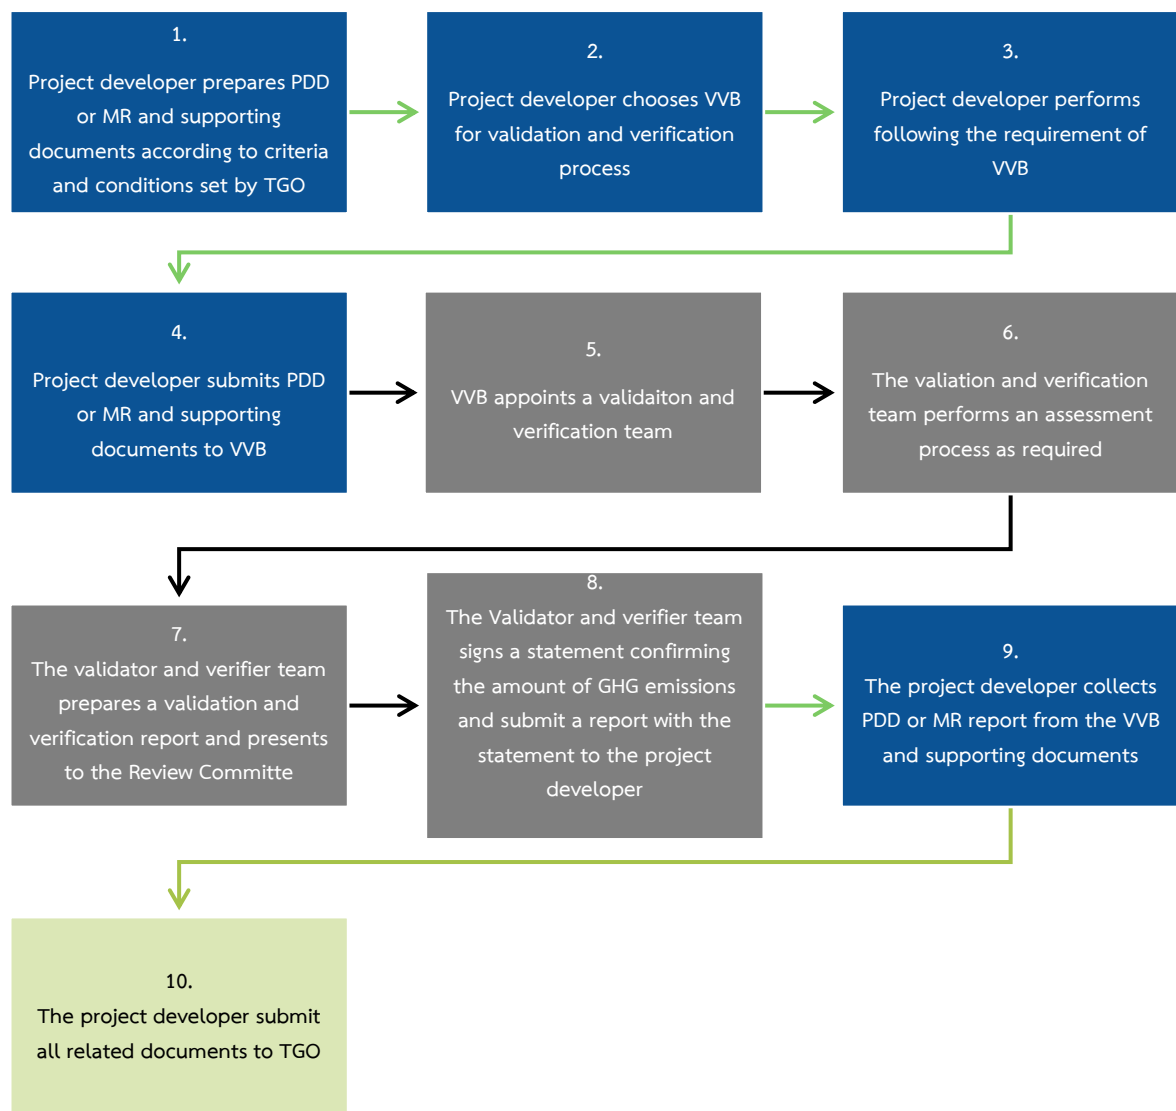 1.
Project developer prepares PDD
or MR and supporting
documents according to criteria
and conditions set by TGO
2.
Project developer chooses VVB
for validation and verification
process
3.
Project developer performs
following the requirement of
VVB
4.
Project developer submits PDD
or MR and supporting
documents to VVB
5.
VVB appoints a validaiton and
verification team
6.
The valiation and verification
team performs an assessment
process as required
7.
The validator and verifier team
prepares a validation and
verification report and presents
to the Review Committe
8.
The Validator and verifier team
signs a statement confirming
the amount of GHG emissions
and submit a report with the
statement to the project
developer
9.
The project developer collects
PDD or MR report from the VVB
and supporting documents
10.
The project developer submit
all related documents to TGO